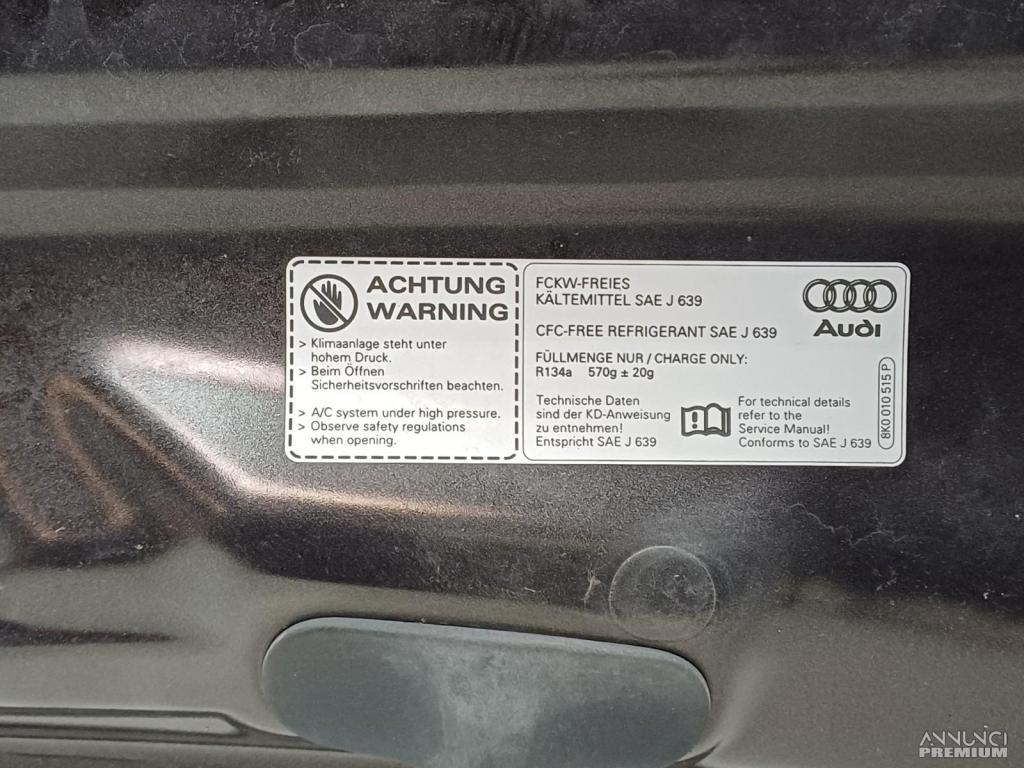 ACHTUNG
WARNING
> Klimaanlage steht unter
hohem Druck.
> Beim Öffnen
Sicherheitsvorschriften beachten.
> A/C system under high pressure.
> Observe safety regulations
when opening.
FCKW-FREIES
KÄLTEMITTEL SAE J 639
CFC-FREE REFRIGERANT SAE J 639
FÜLLMENGE NUR / CHARGE ONLY:
R134a 570g ± 20g
Technische Daten
sind der KD-Anweisung
zu entnehmen!
Entspricht SAE J 639
For technical details
refer to the
Service Manual!
Conforms to SAE J 639
Audi
8K0 010 515 P
ANNUNCI
PREMIUM